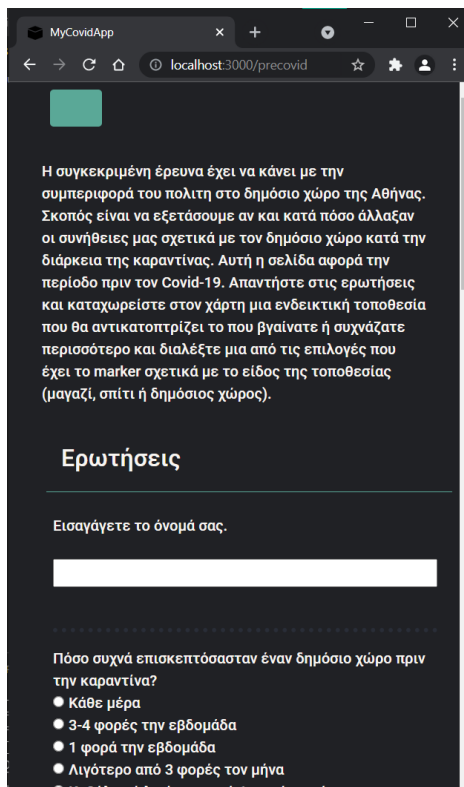 MyCovidApp
localhost:3000/precovid
Η συγκεκριμένη έρευνα έχει να κάνει με την
συμπεριφορά του πολιτη στο δημόσιο χώρο της Αθήνας.
Σκοπός είναι να εξετάσουμε αν και κατά πόσο άλλαξαν
οι συνήθειες μας σχετικά με τον δημόσιο χώρο κατά την
διάρκεια της καραντίνας. Αυτή η σελίδα αφορά την
περίοδο πριν τον Covid-19. Απαντήστε στις ερωτήσεις
και καταχωρείστε στον χάρτη μια ενδεικτική τοποθεσία
που θα αντικατοπτρίζει το που βγαίνατε ή συχνάζατε
περισσότερο και διαλέξτε μια από τις επιλογές που
έχει το marker σχετικά με το είδος της τοποθεσίας
(μαγαζί, σπίτι ή δημόσιος χώρος).
Ερωτήσεις
Εισαγάγετε το όνομά σας.
Πόσο συχνά επισκεπτόσασταν έναν δημόσιο χώρο πριν
την καραντίνα?
Κάθε μέρα
3-4 φορές την εβδομάδα
1 φορά την εβδομάδα
Λιγότερο από 3 φορές τον μήνα